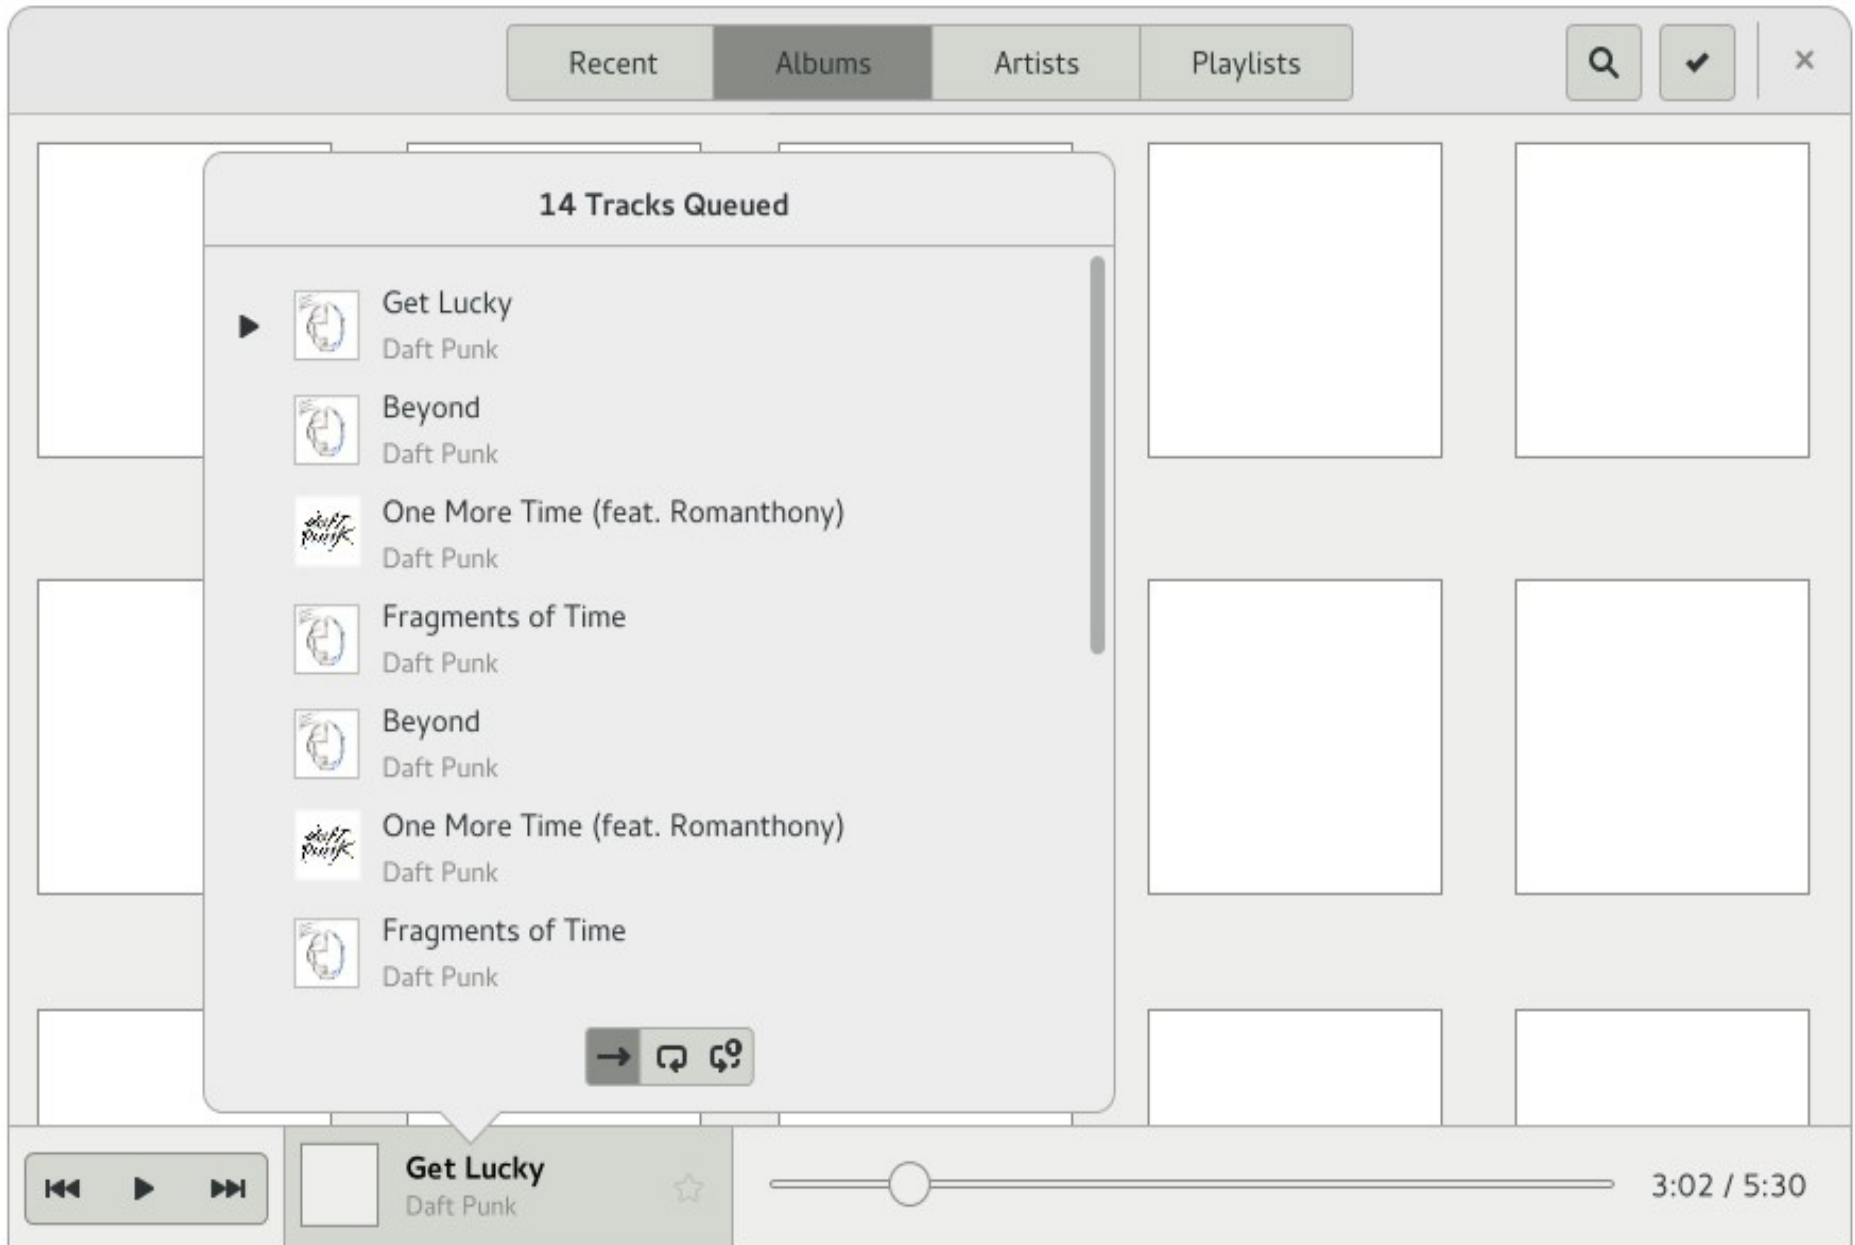 Recent
Albums
Artists
Playlists
14 Tracks Queued
Get Lucky
Daft Punk
Beyond
Daft Punk
One More Time (feat. Romanthony)
Daft Punk
Fragments of Time
Daft Punk
Beyond
Daft Punk
One More Time (feat. Romanthony)
Daft Punk
Fragments of Time
Daft Punk
Get Lucky
Daft Punk
3:02 / 5:30